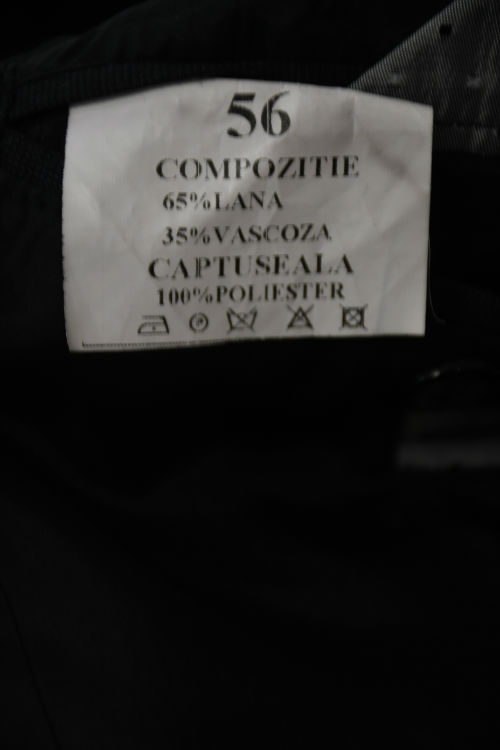 56
COMPOZITIE
65%LANA
35%VASCOZA
CAPTUSEALA
100%POLIESTER